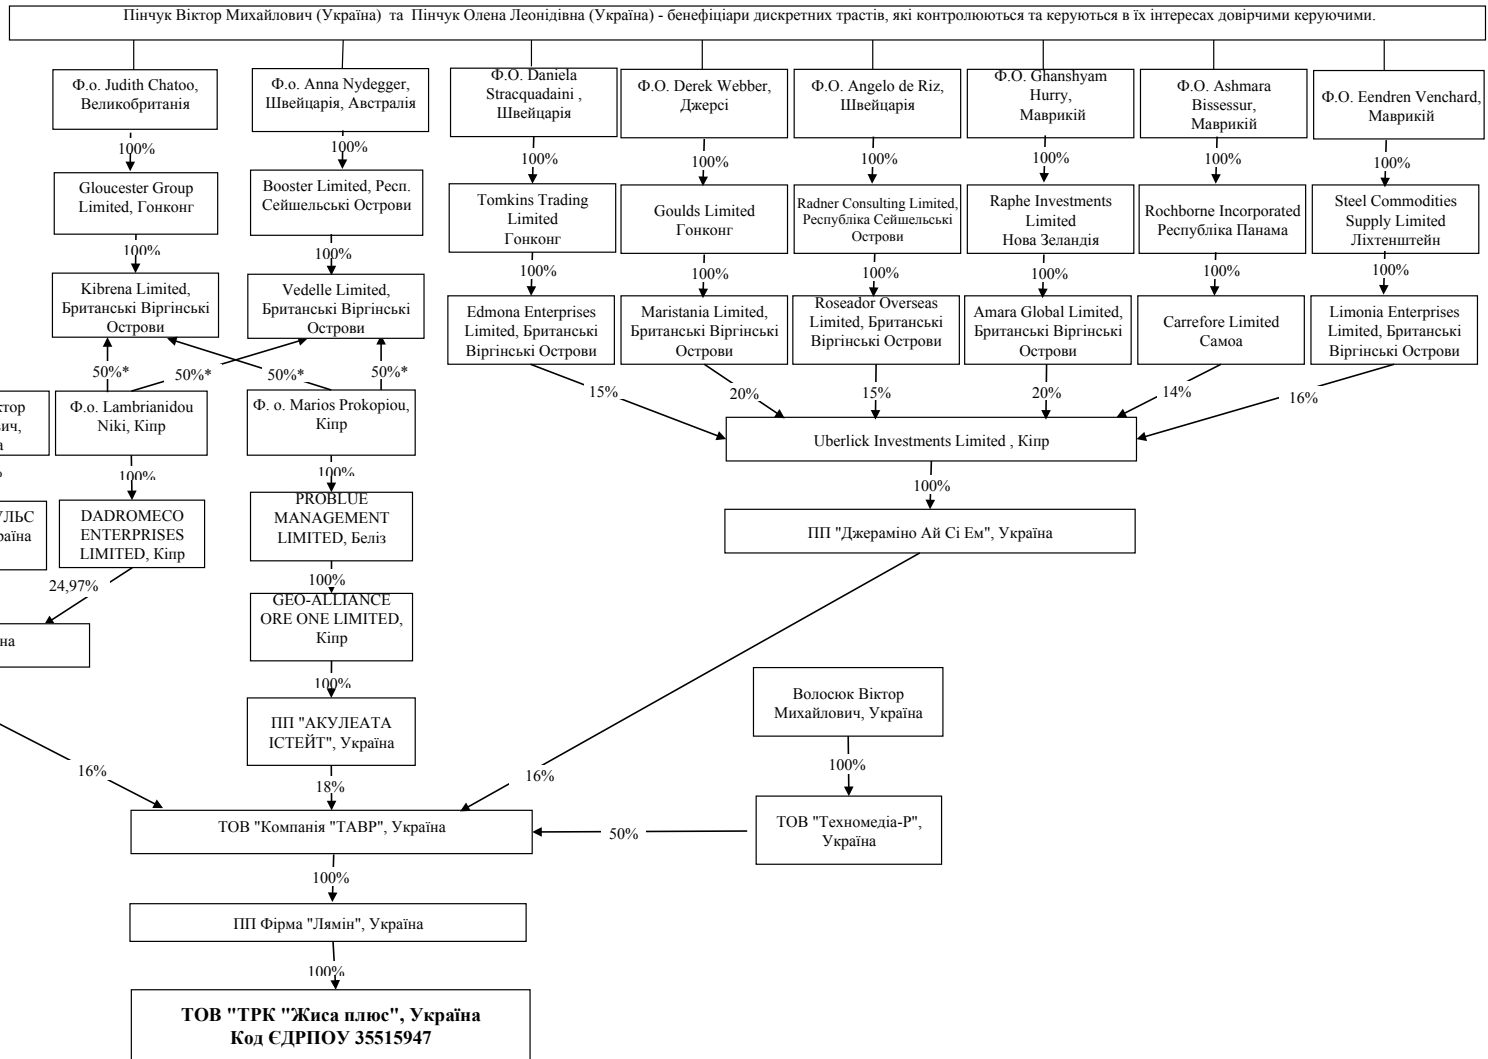 Пінчук Віктор Михайлович (Україна) та Пінчук Олена Леонідівна (Україна) - бенефіціари дискретних трастів, які контролюються та керуються в їх інтересах довірчими керуючими.
Ф.о. Judith Chatoo,
Великобританія
Ф.о. Anna Nydegger,
Швейцарія, Австралія
Ф.О. Daniela
Stracquadaini ,
Швейцарія
Ф.О. Derek Webber,
Джерсі
Ф.О. Angelo de Riz,
Швейцарія
Ф.О. Ghanshyam
Hurry,
Маврикій
Ф.О. Ashmara
Bissessur,
Маврикій
Ф.О. Eendren Venchard,
Маврикій
100%
100%
100%
100%
100%
100%
100%
100%
Gloucester Group
Limited, Гонконг
Booster Limited, Респ.
Сейшельські Острови
Tomkins Trading
Limited
Гонконг
Goulds Limited
Гонконг
Radner Consulting Limited,
Республіка Сейшельські
Острови
Raphe Investments
Limited
Нова Зеландія
Rochborne Incorporated
Республіка Панама
Steel Commodities
Supply Limited
Ліхтенштейн
100%
100%
100%
100%
100%
100%
100%
100%
Kibrena Limited,
Британські Віргінські
Острови
Vedelle Limited,
Британські Віргінські
Острови
Edmona Enterprises
Limited, Британські
Віргінські Острови
Maristania Limited,
Британські Віргінські
Острови
Roseador Overseas
Limited, Британські
Віргінські Острови
Amara Global Limited,
Британські Віргінські
Острови
Carrefore Limited
Самоа
Limonia Enterprises
Limited, Британські
Віргінські Острови
50%*
50%*
50%*
50%*
15%
20%
15%
20%
14%
16%
Ф.о. Lambrianidou
Niki, Кіпр
Ф. о. Marios Prokopiou,
Кіпр
Uberlick Investments Limited , Кіпр
100%
100%
100%
DADROMECO
ENTERPRISES
LIMITED, Кіпр
PROBLUE
MANAGEMENT
LIMITED, Беліз
ПП "Джераміно Ай Сі Ем", Україна
24,97%
100%
GEO-ALLIANCE
ORE ONE LIMITED,
Кіпр
100%
ПП "АКУЛЕАТА
ІСТЕЙТ", Україна
Волосюк Віктор
Михайлович, Україна
100%
16%
18%
16%
ТОВ "Компанія "ТАВР", Україна
50%
ТОВ "Техномедіа-Р",
Україна
100%
ПП Фірма "Лямін", Україна
100%
ТОВ "ТРК "Жиса плюс", Україна
Код ЄДРПОУ 35515947